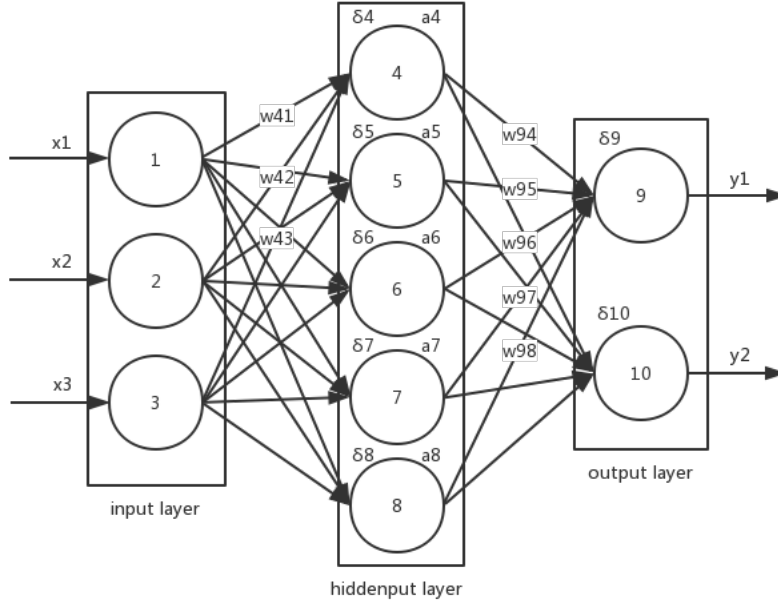 δ4 a4
4
w41
w94
x1
1
δ5 a5
5
w42
w95
δ9
9
y1
w43
δ6 a6
6
w96
x2
2
w97
δ10
10
y2
δ7 a7
7
w98
x3
3
δ8 a8
8
input layer
output layer
hiddenput layer